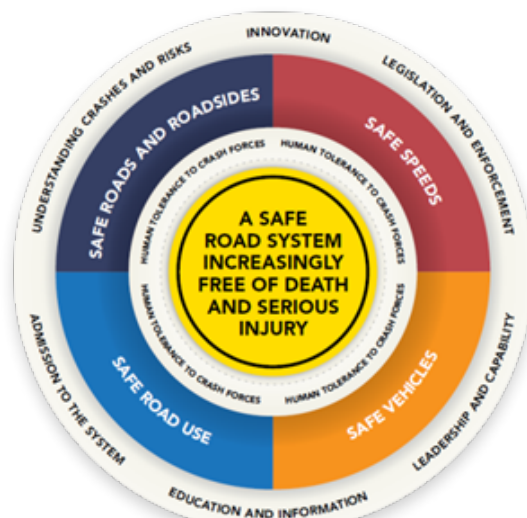 INNOVATION
LEGISLATION AND ENFORCEMENT
LEADERSHIP AND CAPABILITY
EDUCATION AND INFORMATION
ADMISSION TO THE SYSTEM
UNDERSTANDING CRASHES AND RISKS
SAFE ROADS AND ROADSIDES
SAFE SPEEDS
SAFE VEHICLES
SAFE ROAD USE
HUMAN TOLERANCE TO CRASH FORCES
HUMAN TOLERANCE TO CRASH FORCES
HUMAN TOLERANCE TO CRASH FORCES
HUMAN TOLERANCE TO CRASH FORCES
A SAFE
ROAD SYSTEM
INCREASINGLY
FREE OF DEATH
AND SERIOUS
INJURY